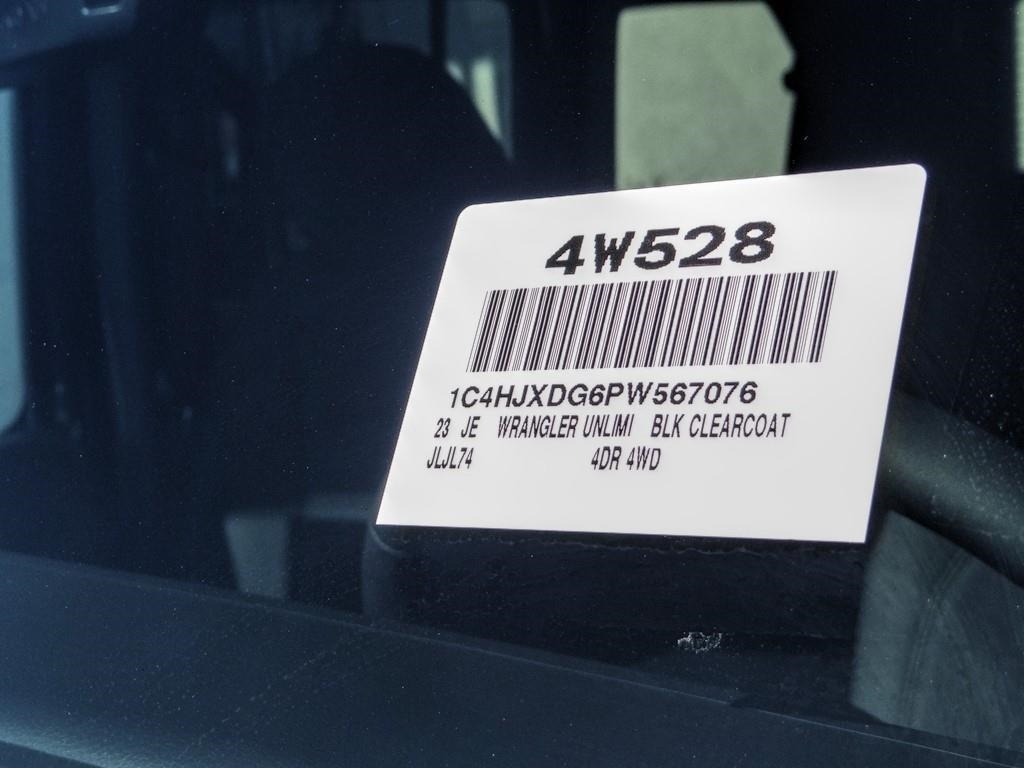 4W528
1C4HJXDG6PW567076
23 JE WRANGLER UNLIMI BLK CLEARCOAT
JLJL74 4DR 4WD